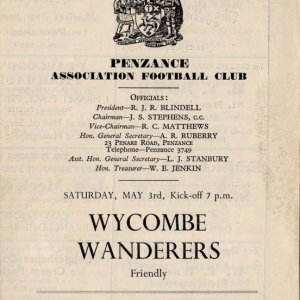 PENZANCE
ASSOCIATION FOOTBALL CLUB
OFFICIALS :
President—R. J. R. BLINDELL
Chairman—J. S. STEPHENS, C.C.
Vice-Chairman—R. C. MATTHEWS
Hon. General Secretary—A. R. RUBERRY
23 PENARE ROAD, PENZANCE
Telephone—Penzance 3749
Asst. Hon. General Secretary—L. J. STANBURY
Hon. Treasurer—W. E. JENKIN
SATURDAY, MAY 3rd, Kick-off 7 p.m.
WYCOMBE
WANDERERS
Friendly